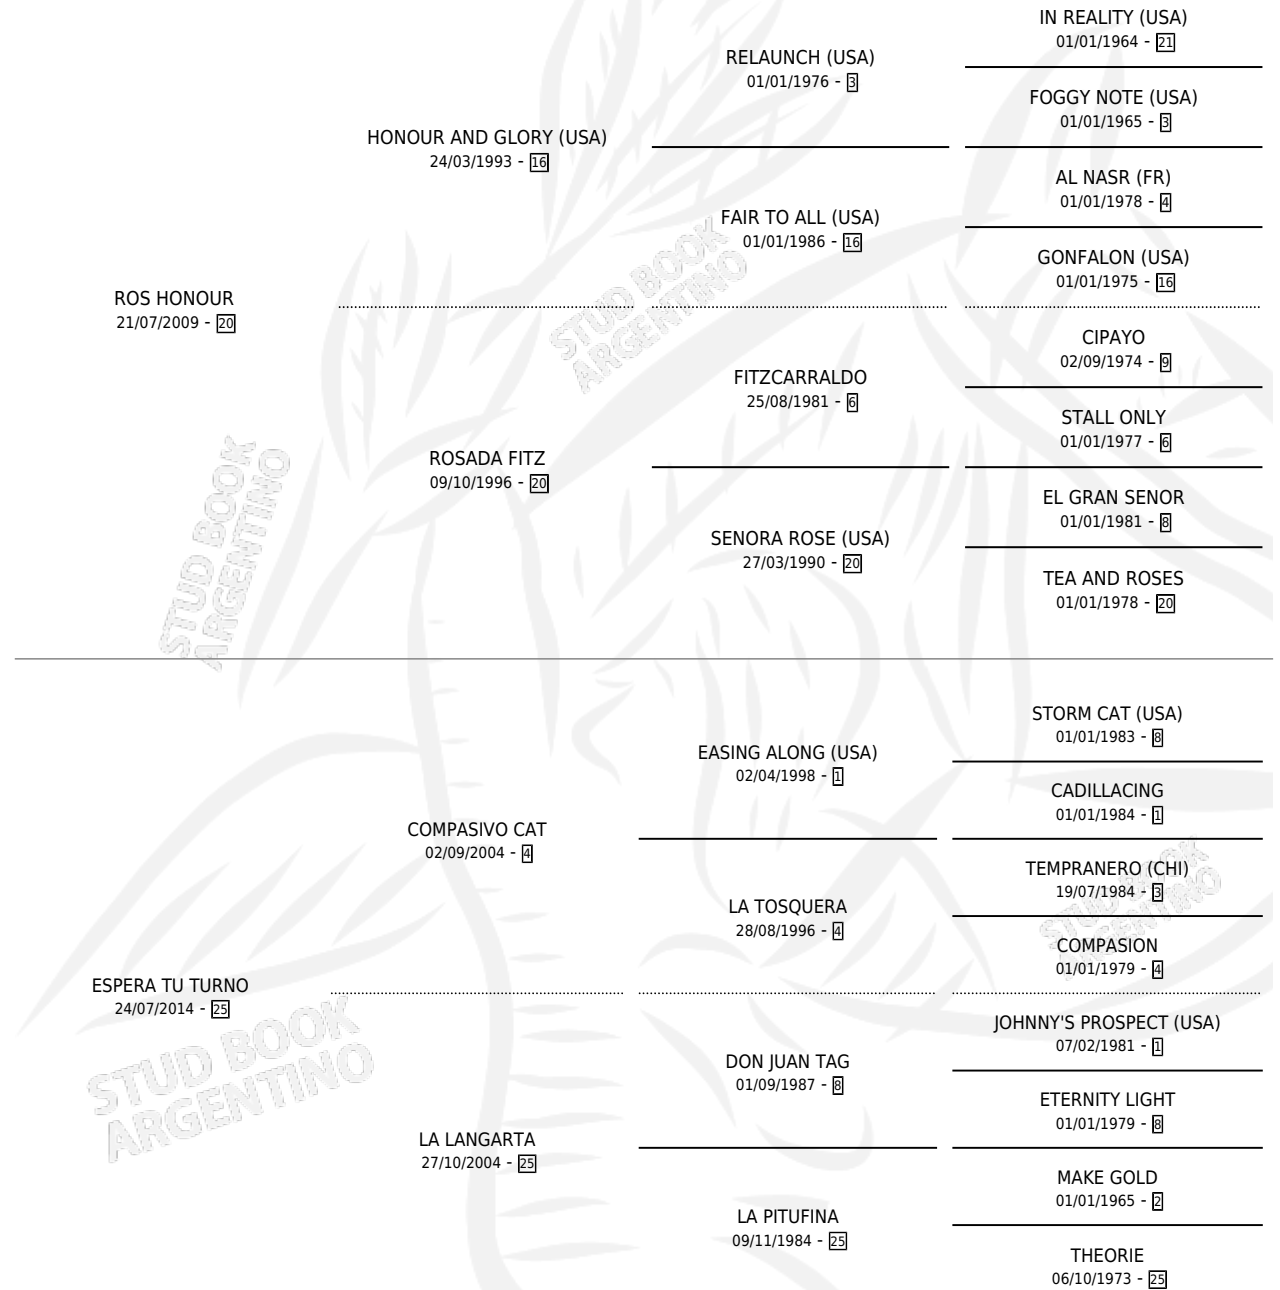 IN REALITY (USA)
01/01/1964 - 21
RELAUNCH (USA)
01/01/1976 - 3
FOGGY NOTE (USA)
01/01/1965 - 3
HONOUR AND GLORY (USA)
24/03/1993 - 16
AL NASR (FR)
01/01/1978 - 4
FAIR TO ALL (USA)
01/01/1986 - 16
GONFALON (USA)
01/01/1975 - 16
STUD BOOK
ARGENTINO
ROS HONOUR
21/07/2009 - 20
CIPAYO
02/09/1974 - 9
FITZCARRALDO
25/08/1981 - 6
STALL ONLY
01/01/1977 - 6
ROSADA FITZ
09/10/1996 - 20
EL GRAN SENOR
01/01/1981 - 8
SENORA ROSE (USA)
27/03/1990 - 20
TEA AND ROSES
01/01/1978 - 20
STUD BOOK
ARGENTINO
STORM CAT (USA)
01/01/1983 - 8
EASING ALONG (USA)
02/04/1998 - 1
CADILLACING
01/01/1984 - 1
COMPASIVO CAT
02/09/2004 - 4
TEMPRANERO (CHI)
19/07/1984 - 3
LA TOSQUERA
28/08/1996 - 4
COMPASION
01/01/1979 - 4
STUD BOOK
ARGENTINO
ESPERA TU TURNO
24/07/2014 - 25
JOHNNY'S PROSPECT (USA)
07/02/1981 - 1
DON JUAN TAG
01/09/1987 - 8
ETERNITY LIGHT
01/01/1979 - 8
STUD BOOK
ARGENTINO
LA LANGARTA
27/10/2004 - 25
MAKE GOLD
01/01/1965 - 2
LA PITUFINA
09/11/1984 - 25
THEORIE
06/10/1973 - 25